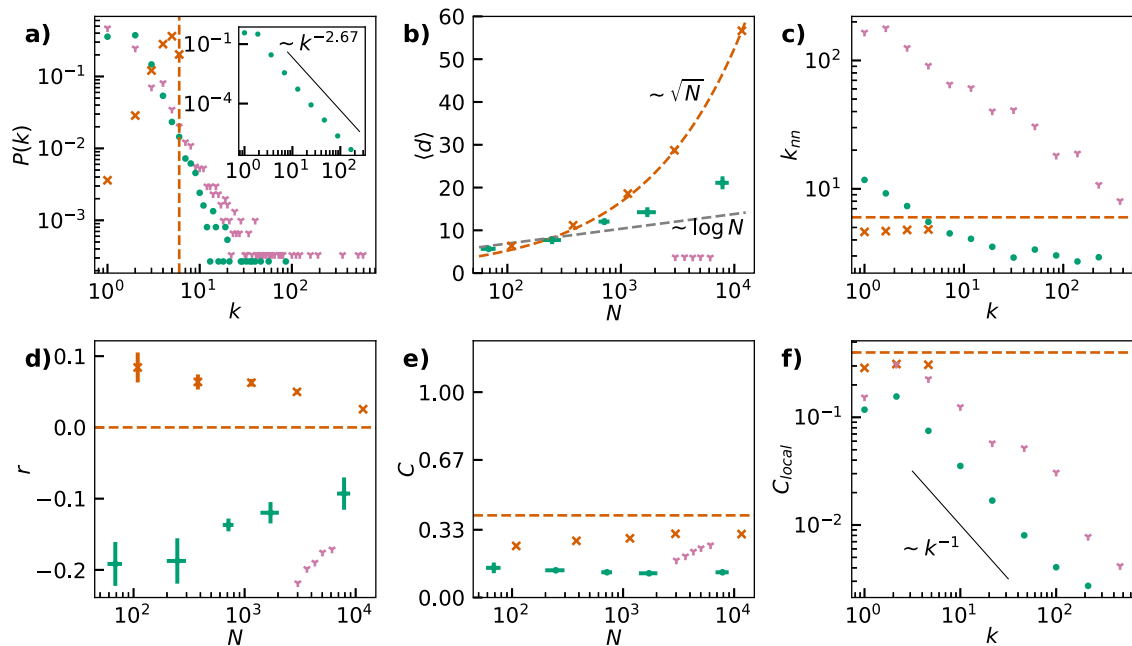 a)
10^{-1}
10^{-2}
10^{-3}
P(k)
10^0
10^1
10^2
k
10^{-1}
10^{-4}
10^0
10^1
10^2
~ k^{-2.67}
b)
60
50
40
30
20
10
0
⟨d⟩
~ √N
~ log N
10^2
10^3
10^4
N
c)
10^2
10^1
k_{nn}
10^0
10^1
10^2
k
d)
0.1
0.0
−0.1
−0.2
r
10^2
10^3
10^4
N
e)
1.00
0.67
0.33
0.00
C
10^2
10^3
10^4
N
f)
10^{-1}
10^{-2}
C_{local}
~ k^{-1}
10^0
10^1
10^2
k